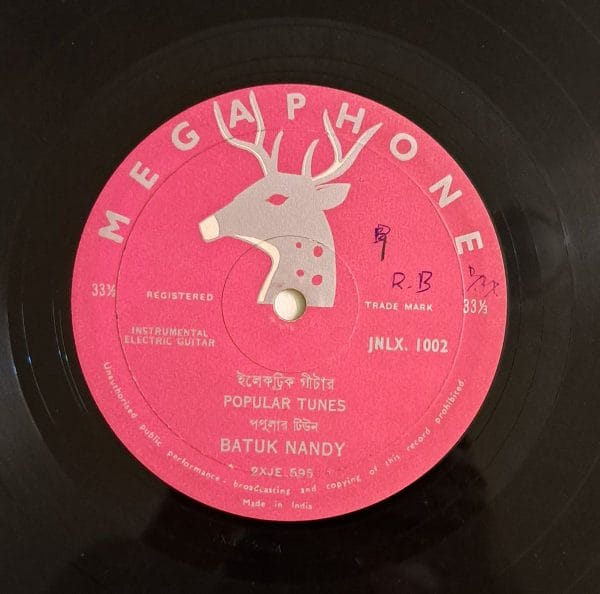 MEGAPHONE
R.B
33⅓ REGISTERED TRADE MARK 33⅓
INSTRUMENTAL
ELECTRIC GUITAR
JNLX. 1002
ইলেকট্রিক গীটার
POPULAR TUNES
পপুলার টিউন
BATUK NANDY
2XJE 595
Unauthorised public performance, broadcasting and copying of this record prohibited.
Made in India